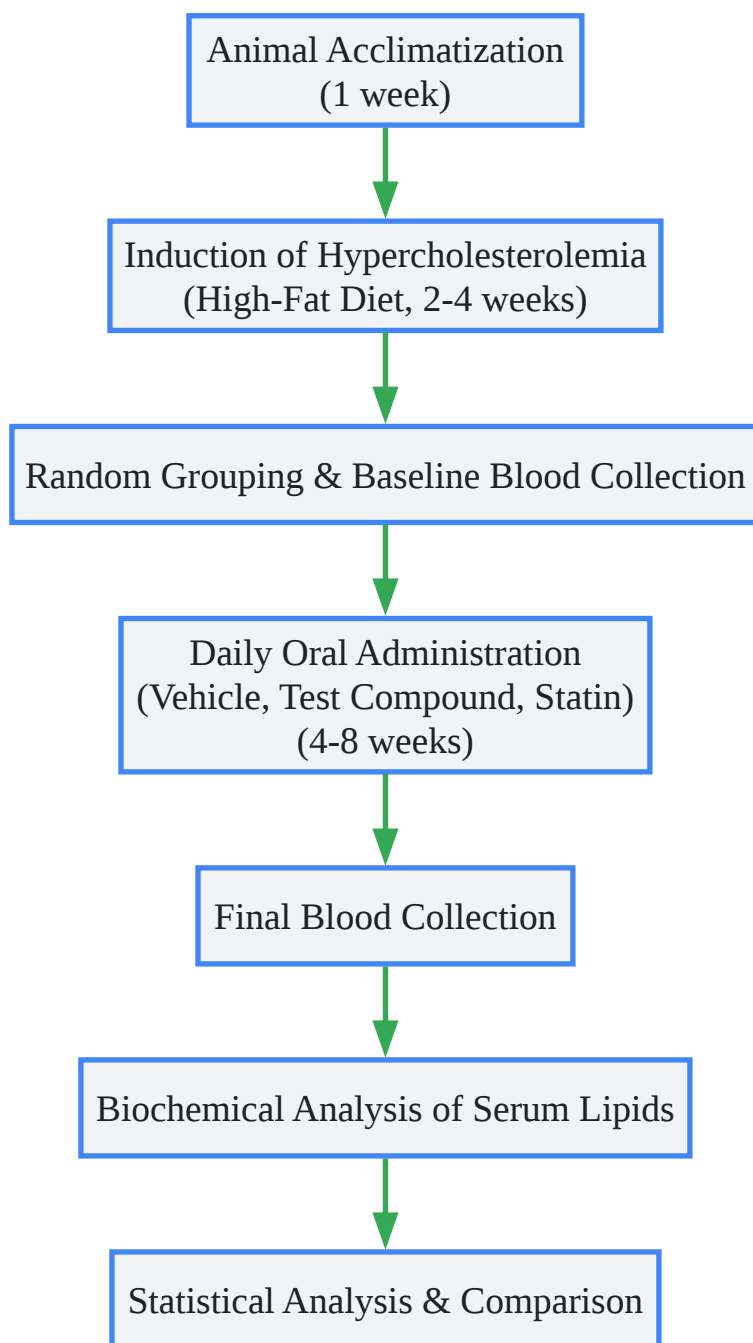 Animal Acclimatization
(1 week)
Induction of Hypercholesterolemia
(High-Fat Diet, 2-4 weeks)
Random Grouping & Baseline Blood Collection
Daily Oral Administration
(Vehicle, Test Compound, Statin)
(4-8 weeks)
Final Blood Collection
Biochemical Analysis of Serum Lipids
Statistical Analysis & Comparison